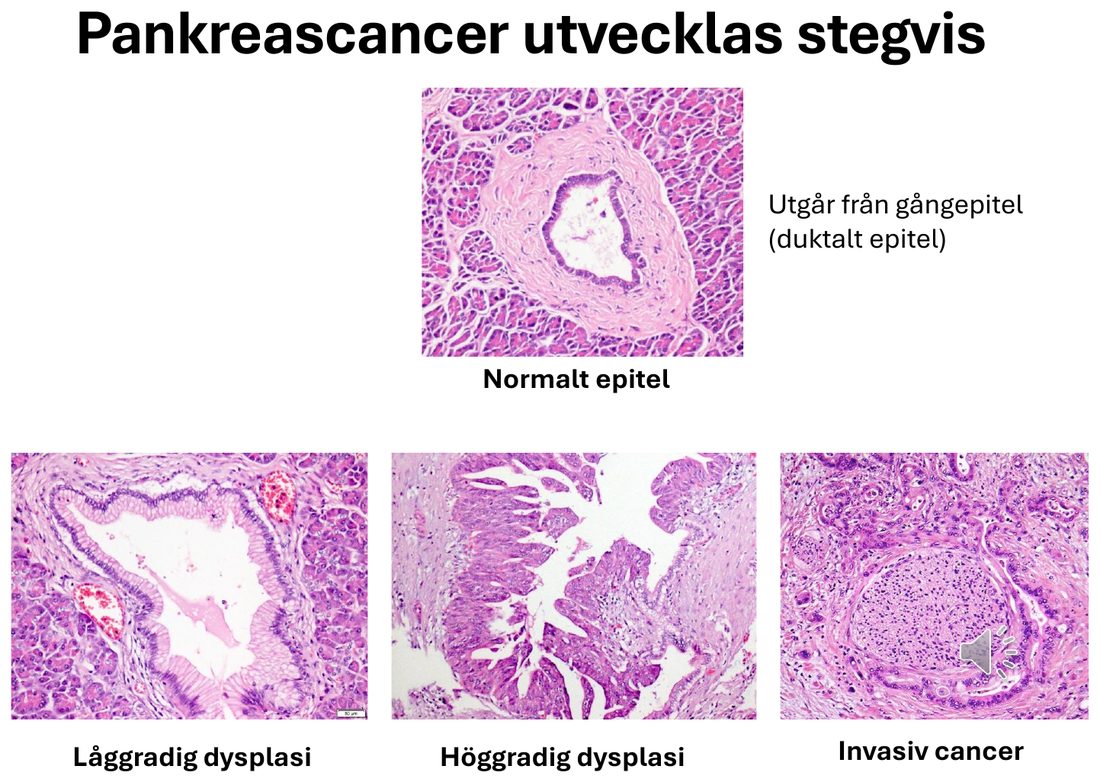 Pankreascancer utvecklas stegvis
Utgår från gångepitel
(duktalt epitel)
Normalt epitel
Låggradig dysplasi
Höggradig dysplasi
Invasiv cancer